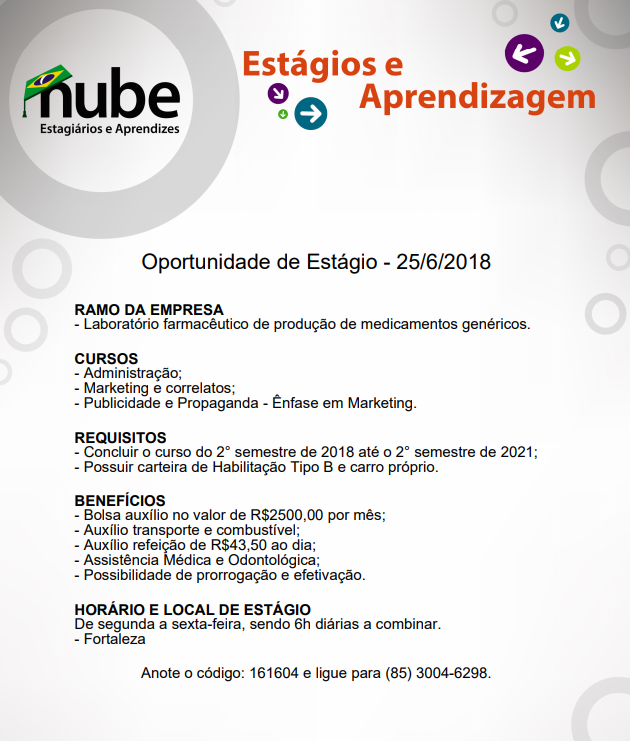 nube
Estagiários e Aprendizes
Estágios e
Aprendizagem
Oportunidade de Estágio - 25/6/2018
RAMO DA EMPRESA
- Laboratório farmacêutico de produção de medicamentos genéricos.
CURSOS
- Administração;
- Marketing e correlatos;
- Publicidade e Propaganda - Ênfase em Marketing.
REQUISITOS
- Concluir o curso do 2° semestre de 2018 até o 2° semestre de 2021;
- Possuir carteira de Habilitação Tipo B e carro próprio.
BENEFÍCIOS
- Bolsa auxílio no valor de R$2500,00 por mês;
- Auxílio transporte e combustível;
- Auxílio refeição de R$43,50 ao dia;
- Assistência Médica e Odontológica;
- Possibilidade de prorrogação e efetivação.
HORÁRIO E LOCAL DE ESTÁGIO
De segunda a sexta-feira, sendo 6h diárias a combinar.
- Fortaleza
Anote o código: 161604 e ligue para (85) 3004-6298.